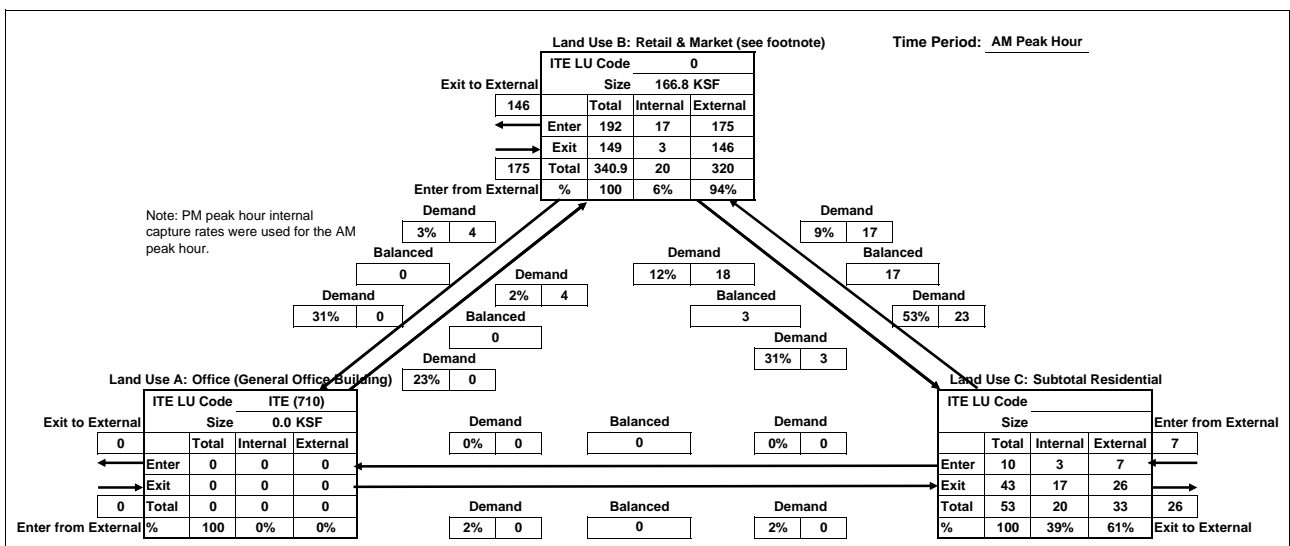 Land Use B: Retail & Market (see footnote)
Time Period: AM Peak Hour
ITE LU Code 0
Exit to External Size 166.8 KSF
146 Total Internal External
Enter 192 17 175
Exit 149 3 146
175 Total 340.9 20 320
Enter from External % 100 6% 94%
Note: PM peak hour internal
capture rates were used for the AM
peak hour.
Demand
3% 4
Balanced
0
Demand
31% 0
Demand
2% 4
Balanced
0
Demand
23% 0
Demand
12% 18
Balanced
3
Demand
31% 3
Demand
9% 17
Balanced
17
Demand
53% 23
Land Use A: Office (General Office Building)
ITE LU Code ITE (710)
Exit to External Size 0.0 KSF
0 Total Internal External
Enter 0 0 0
Exit 0 0 0
0 Total 0 0 0
Enter from External % 100 0% 0%
Demand Balanced Demand
0% 0 0 0% 0
Demand Balanced Demand
2% 0 0 2% 0
Land Use C: Subtotal Residential
ITE LU Code
Size Enter from External
Total Internal External 7
Enter 10 3 7
Exit 43 17 26
Total 53 20 33 26
% 100 39% 61% Exit to External